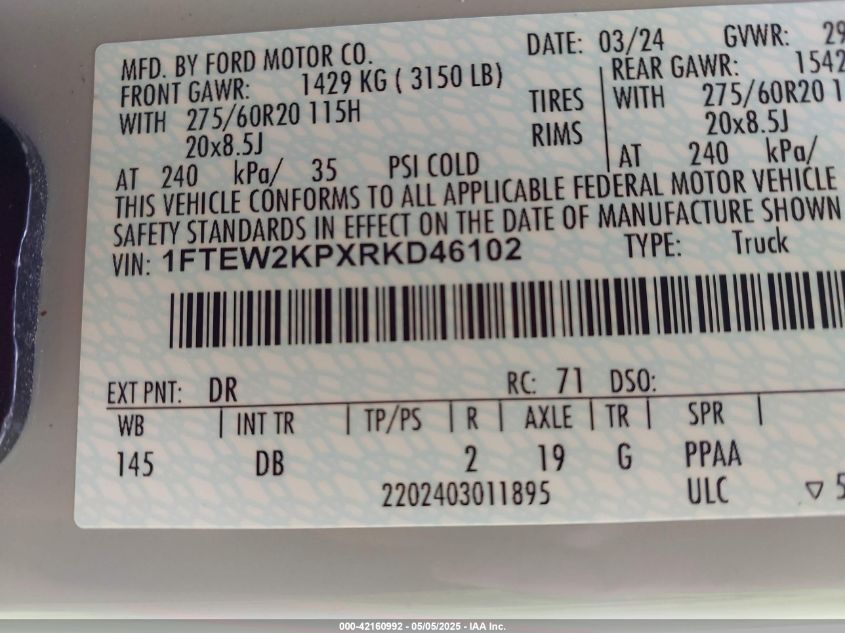 MFD. BY FORD MOTOR CO. DATE: 03/24 GVWR: 29
FRONT GAWR: 1429 KG ( 3150 LB) REAR GAWR: 1542
WITH 275/60R20 115H TIRES WITH 275/60R20 1
20x8.5J RIMS 20x8.5J
AT 240 kPa/ 35 PSI COLD AT 240 kPa/
THIS VEHICLE CONFORMS TO ALL APPLICABLE FEDERAL MOTOR VEHICLE
SAFETY STANDARDS IN EFFECT ON THE DATE OF MANUFACTURE SHOWN
VIN: 1FTEW2KPXRKD46102 TYPE: Truck
EXT PNT: DR RC: 71 DSO:
WB INT TR TP/PS R AXLE TR SPR
145 DB 2 19 G PPAA
2202403011895 ULC ▽ 5
000-42160992 - 05/05/2025 - IAA Inc.